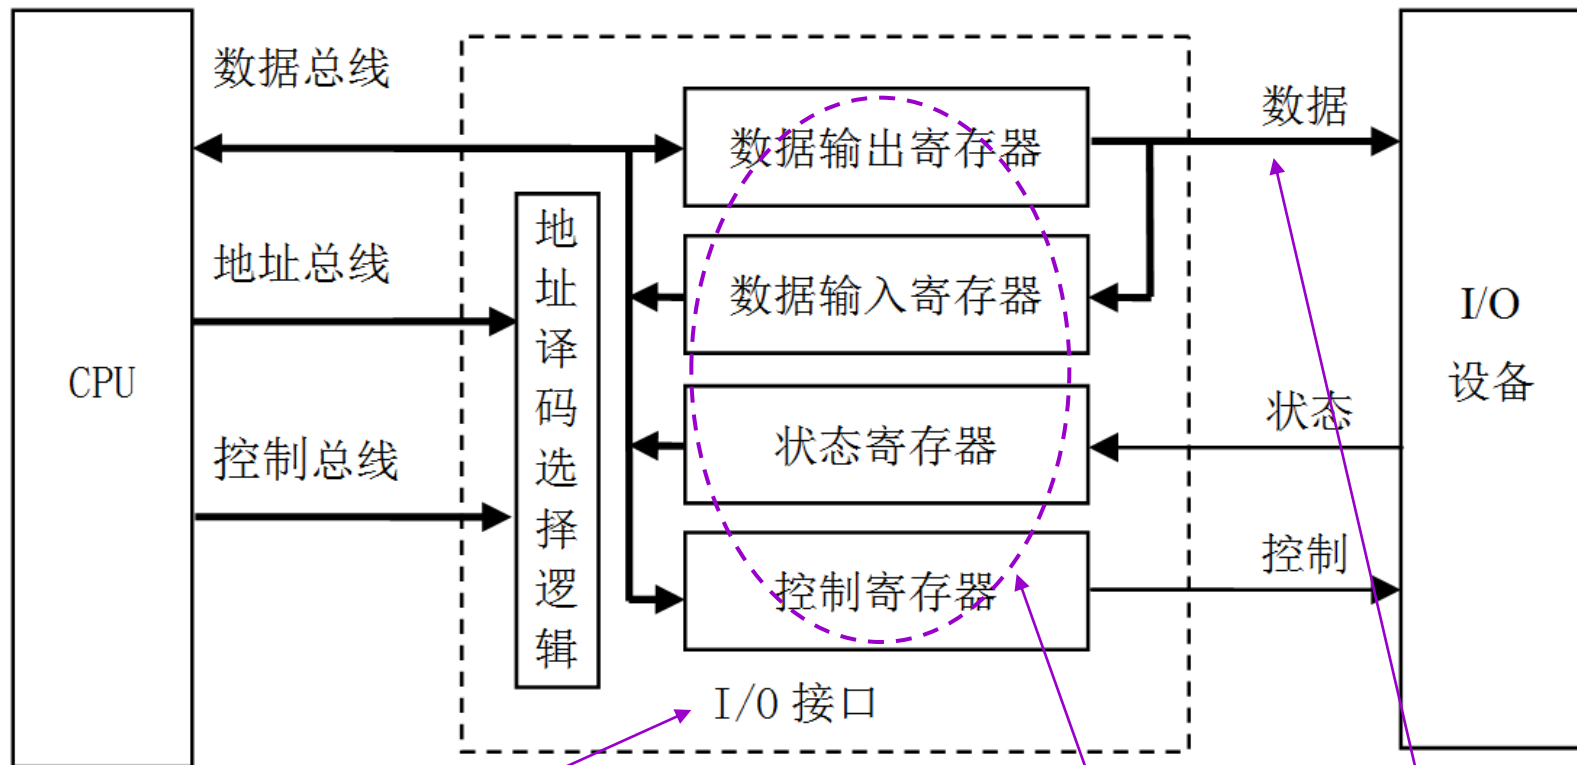 数据总线
数据输出寄存器
数据
地址总线
地址译码选择逻辑
数据输入寄存器
I/O
设备
CPU
状态寄存器
状态
控制总线
控制寄存器
控制
I/O 接口